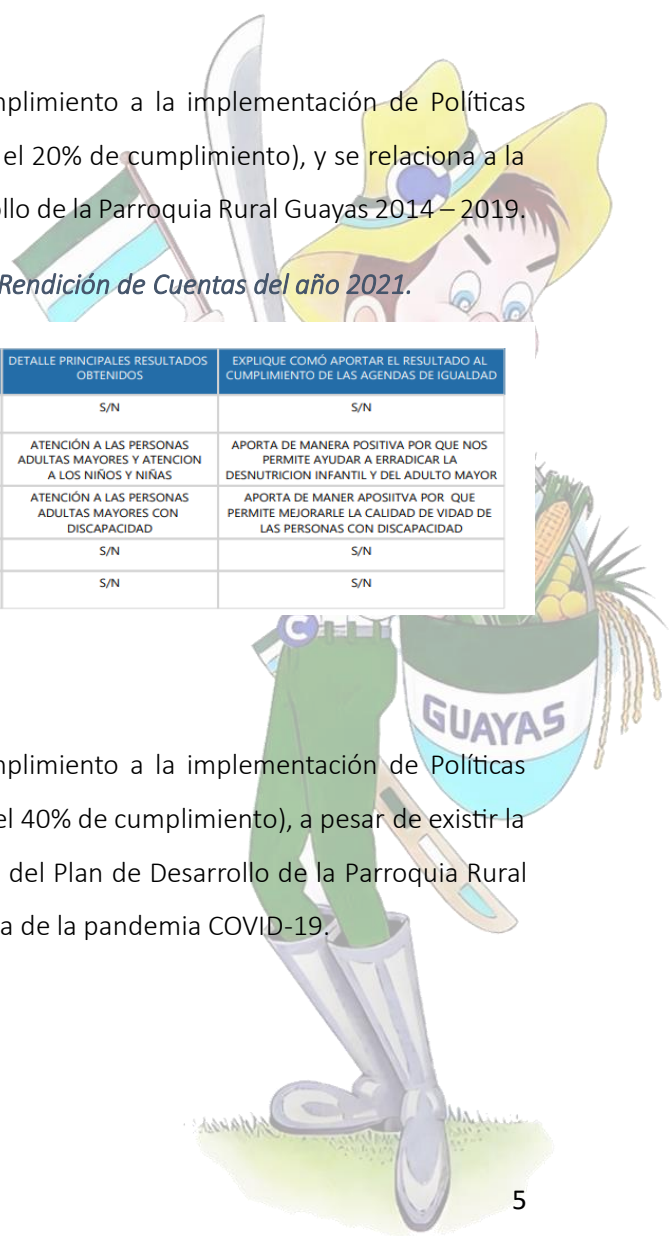 mplimiento a la implementación de Políticas
el 20% de cumplimiento), y se relaciona a la
ollo de la Parroquia Rural Guayas 2014 – 2019.
Rendición de Cuentas del año 2021.
DETALLE PRINCIPALES RESULTADOS
OBTENIDOS
EXPLIQUE COMÓ APORTAR EL RESULTADO AL
CUMPLIMIENTO DE LAS AGENDAS DE IGUALDAD
S/N
S/N
ATENCIÓN A LAS PERSONAS
ADULTAS MAYORES Y ATENCION
A LOS NIÑOS Y NIÑAS
APORTA DE MANERA POSITIVA POR QUE NOS
PERMITE AYUDAR A ERRADICAR LA
DESNUTRICION INFANTIL Y DEL ADULTO MAYOR
ATENCIÓN A LAS PERSONAS
ADULTAS MAYORES CON
DISCAPACIDAD
APORTA DE MANER APOSIITVA POR QUE
PERMITE MEJORARLE LA CALIDAD DE VIDAD DE
LAS PERSONAS CON DISCAPACIDAD
S/N
S/N
S/N
S/N
C
GUAYAS
mplimiento a la implementación de Políticas
el 40% de cumplimiento), a pesar de existir la
del Plan de Desarrollo de la Parroquia Rural
a de la pandemia COVID-19.
5